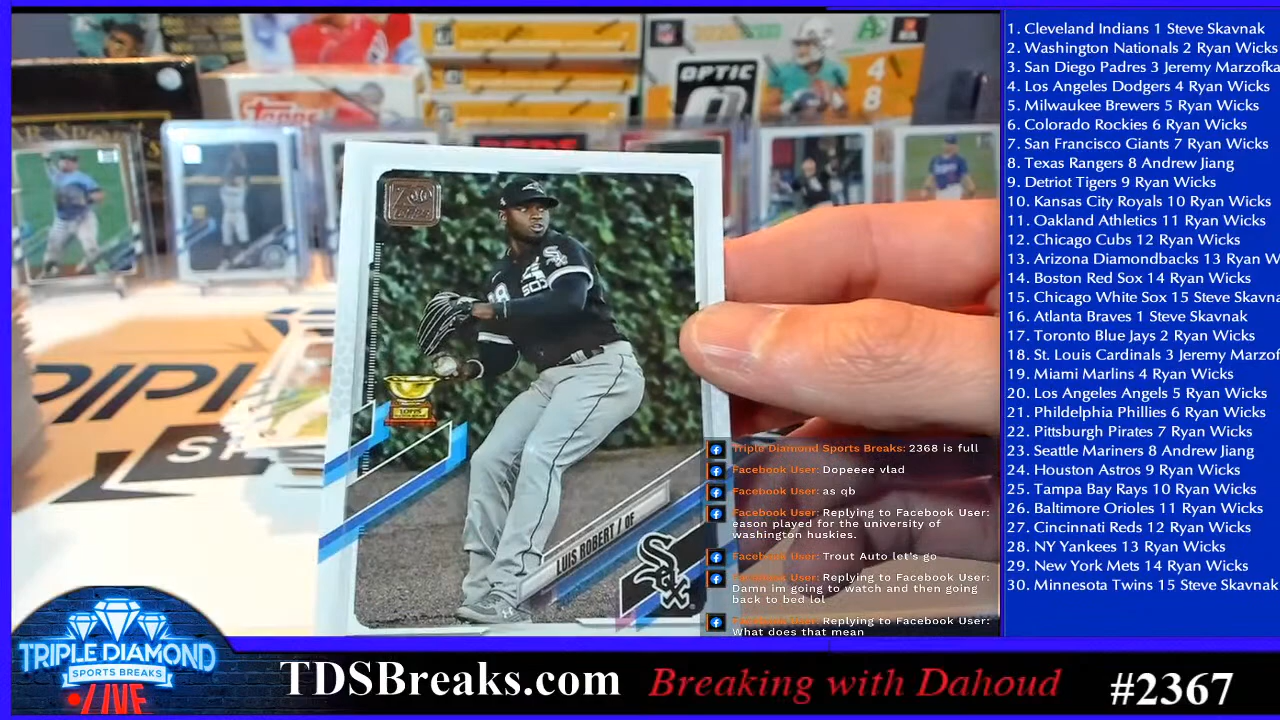 OPTIC
48
Topps
70
TOPPS
SOX
LUIS ROBERT / OF
Sox
1. Cleveland Indians 1 Steve Skavnak
2. Washington Nationals 2 Ryan Wicks
3. San Diego Padres 3 Jeremy Marzofka
4. Los Angeles Dodgers 4 Ryan Wicks
5. Milwaukee Brewers 5 Ryan Wicks
6. Colorado Rockies 6 Ryan Wicks
7. San Francisco Giants 7 Ryan Wicks
8. Texas Rangers 8 Andrew Jiang
9. Detriot Tigers 9 Ryan Wicks
10. Kansas City Royals 10 Ryan Wicks
11. Oakland Athletics 11 Ryan Wicks
12. Chicago Cubs 12 Ryan Wicks
13. Arizona Diamondbacks 13 Ryan W
14. Boston Red Sox 14 Ryan Wicks
15. Chicago White Sox 15 Steve Skavna
16. Atlanta Braves 1 Steve Skavnak
17. Toronto Blue Jays 2 Ryan Wicks
18. St. Louis Cardinals 3 Jeremy Marzof
19. Miami Marlins 4 Ryan Wicks
20. Los Angeles Angels 5 Ryan Wicks
21. Phildelphia Phillies 6 Ryan Wicks
22. Pittsburgh Pirates 7 Ryan Wicks
23. Seattle Mariners 8 Andrew Jiang
24. Houston Astros 9 Ryan Wicks
25. Tampa Bay Rays 10 Ryan Wicks
26. Baltimore Orioles 11 Ryan Wicks
27. Cincinnati Reds 12 Ryan Wicks
28. NY Yankees 13 Ryan Wicks
29. New York Mets 14 Ryan Wicks
30. Minnesota Twins 15 Steve Skavnak
Triple Diamond Sports Breaks: 2368 is full
Facebook User: Dopeeee vlad
Facebook User: as qb
Facebook User: Replying to Facebook User:
eason played for the university of
washington huskies.
Facebook User: Trout Auto let's go
Facebook User: Replying to Facebook User:
Damn im going to watch and then going
back to bed lol
Facebook User: Replying to Facebook User:
What does that mean
TRIPLE DIAMOND
SPORTS BREAKS
LIVE
TDSBreaks.com
Breaking with Dahoud
#2367